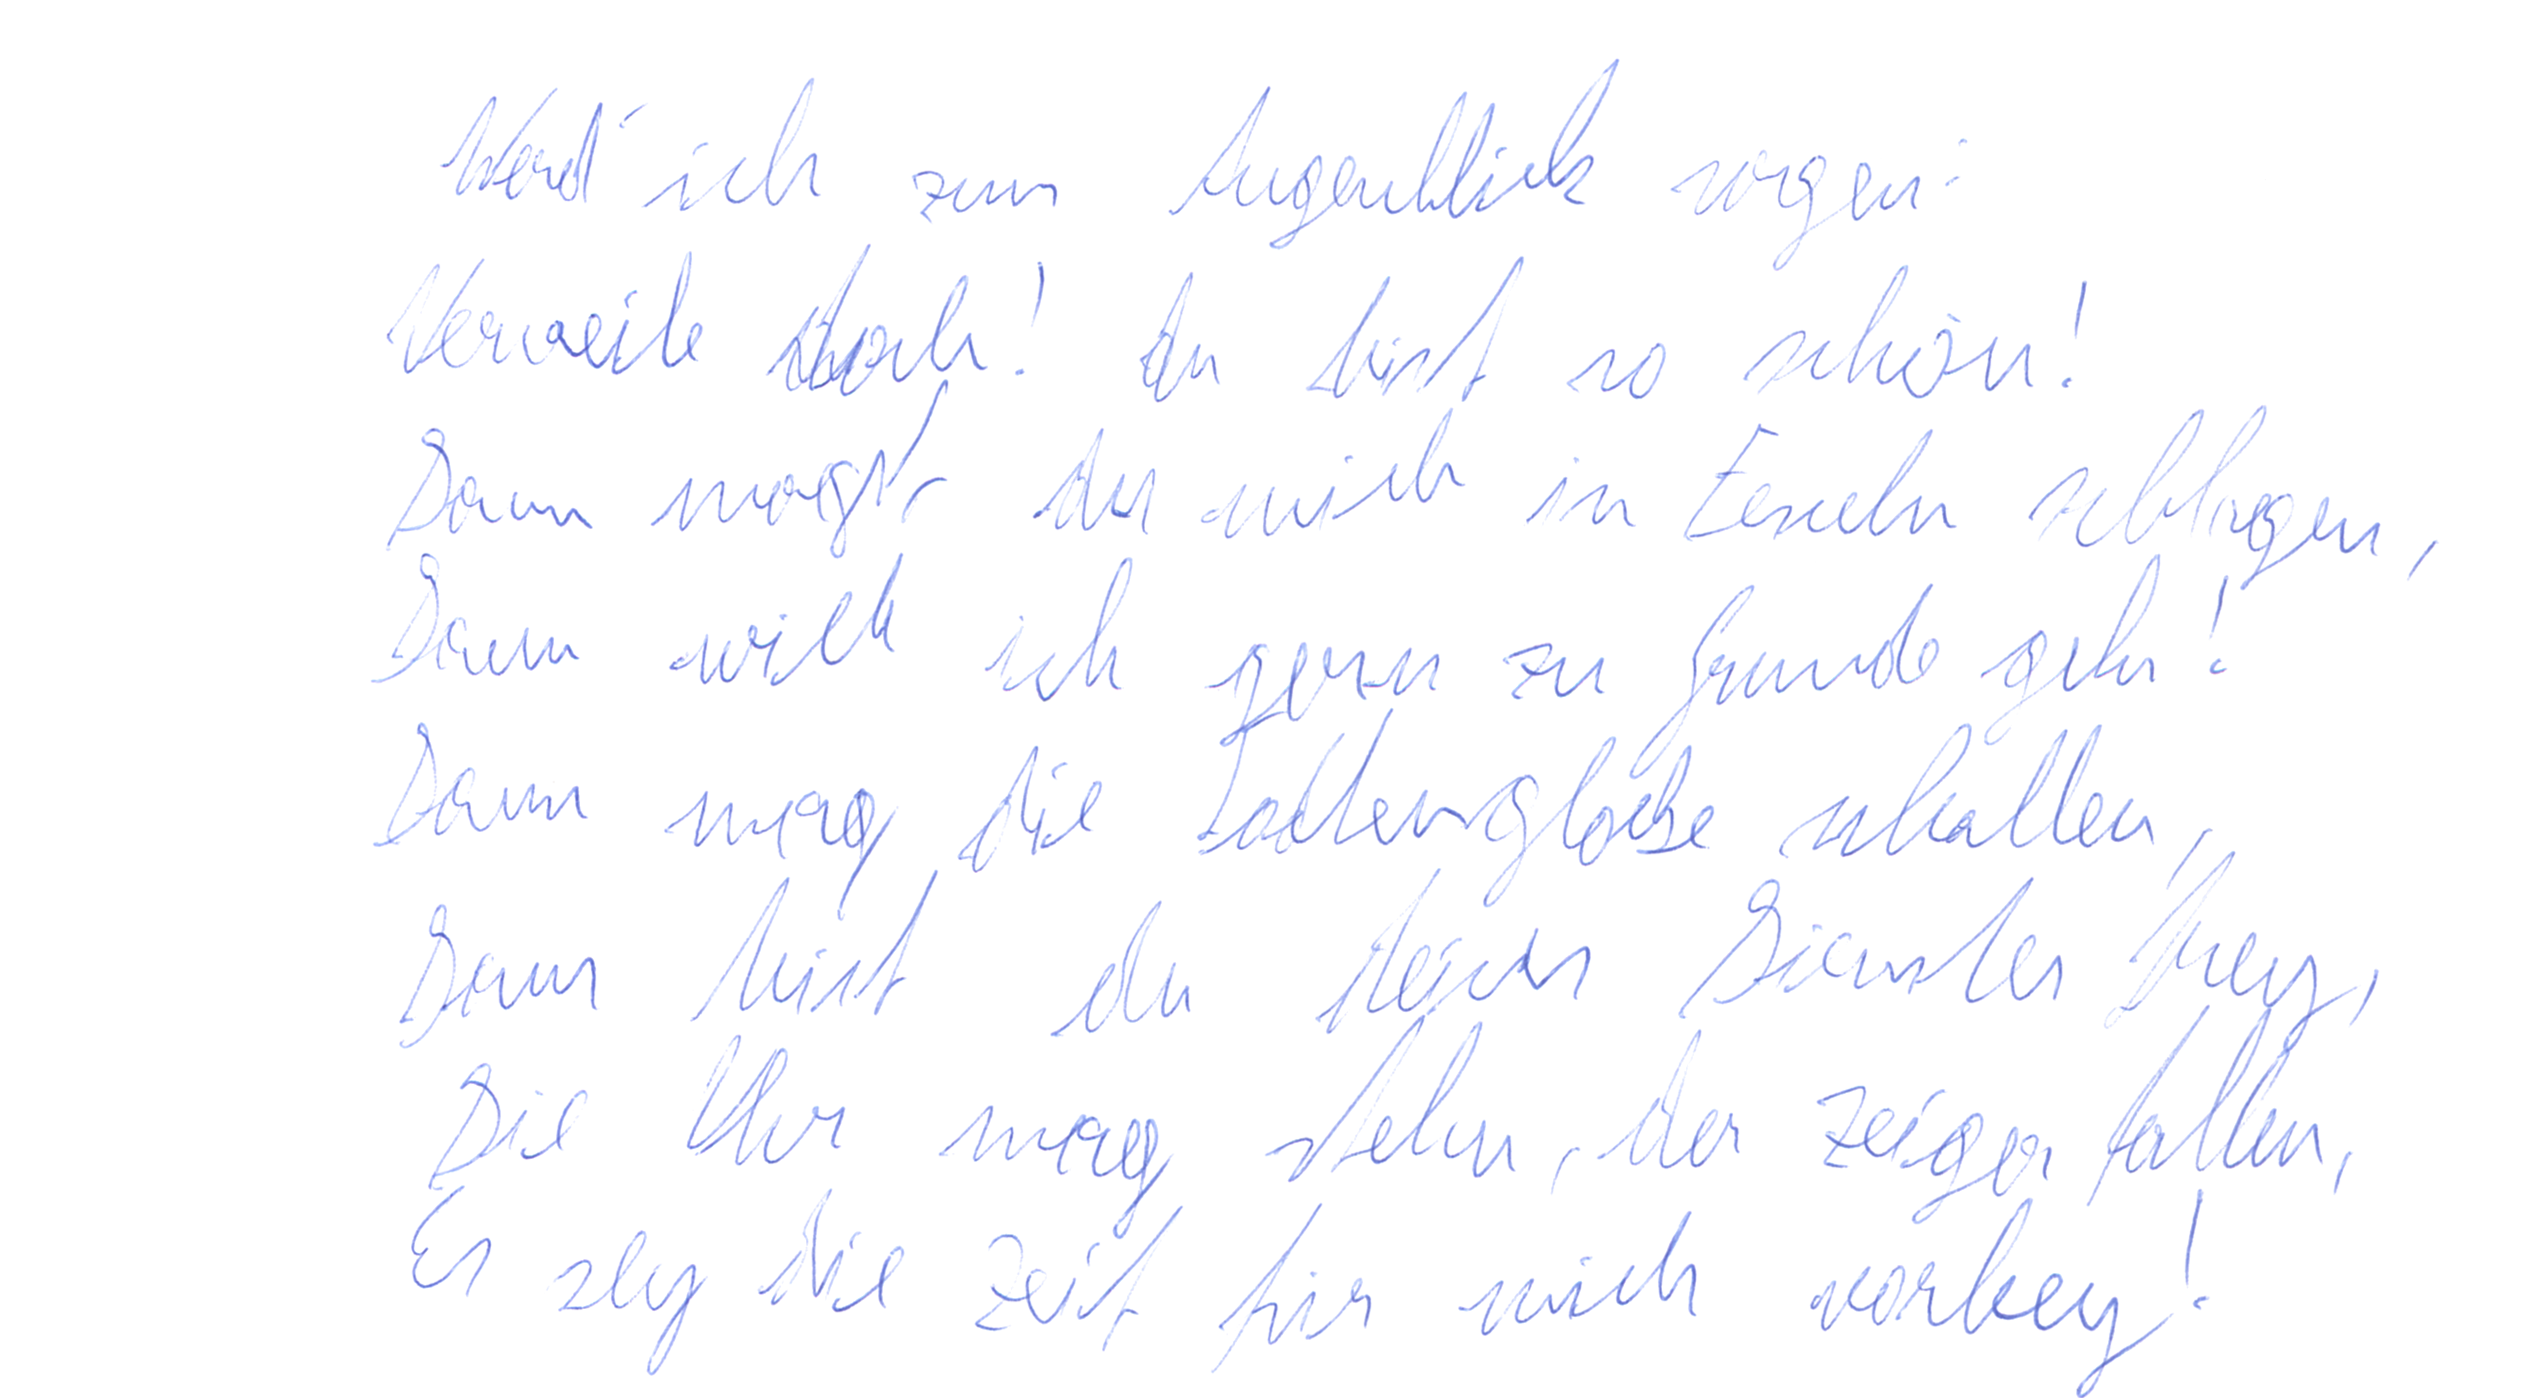 Werd' ich zum Augenblick sagen:
Verweile doch! du bist so schön!
Dann magst du mich in Fesseln schlagen,
Dann will ich gern zu Grunde gehn!
Dann mag die Todtenglocke schallen,
Dann bist du deines Dienstes frey,
Die Uhr mag stehn, der Zeiger fallen,
Es sey die Zeit für mich vorbey!